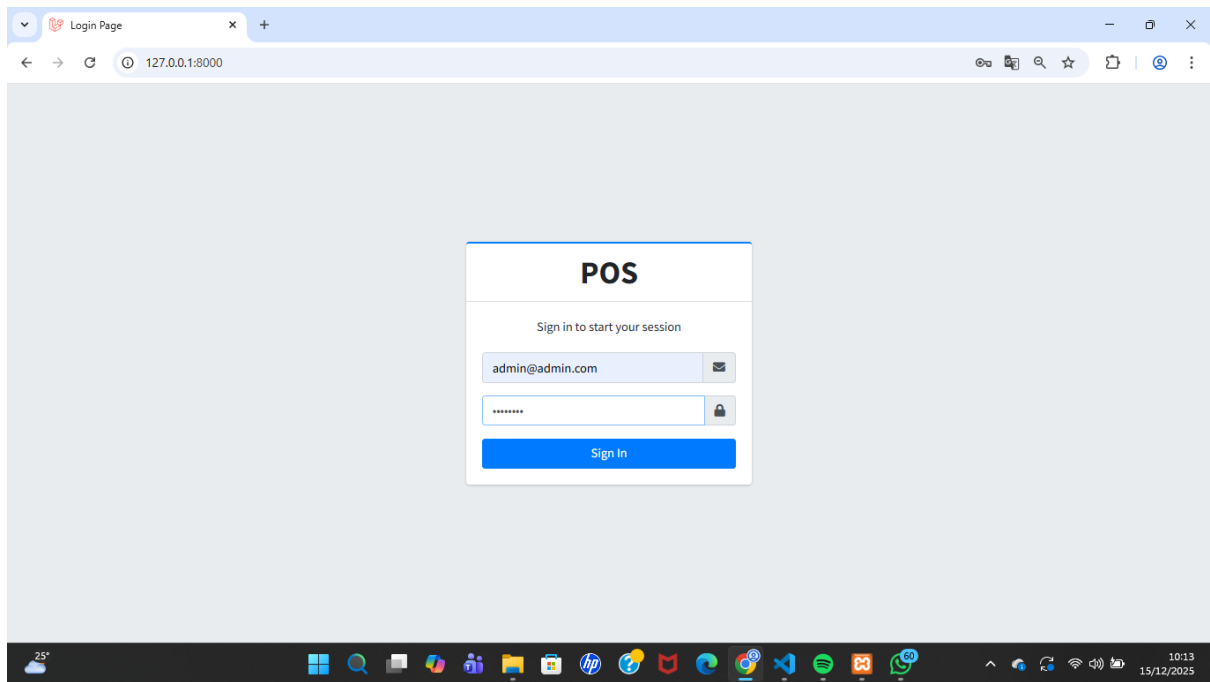 Login Page
127.0.0.1:8000
POS
Sign in to start your session
admin@admin.com
••••••••
Sign In
25°
hp
60
10:13
15/12/2025